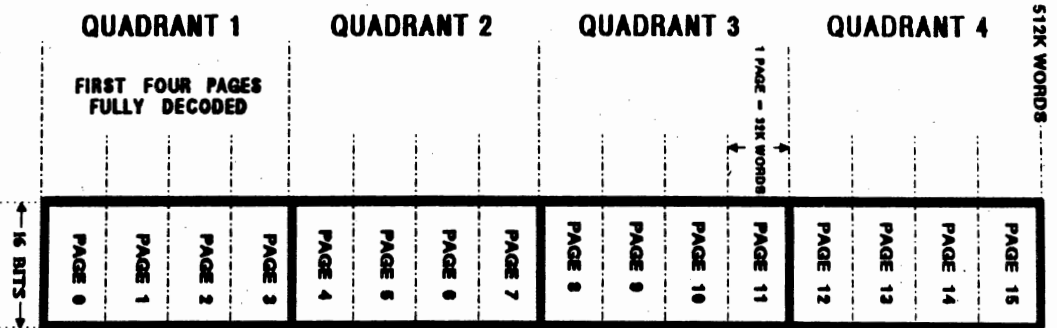 QUADRANT 1
QUADRANT 2
QUADRANT 3
QUADRANT 4
512K WORDS
FIRST FOUR PAGES
FULLY DECODED
1 PAGE = 32K WORDS
16 BITS
PAGE 0
PAGE 1
PAGE 2
PAGE 3
PAGE 4
PAGE 5
PAGE 6
PAGE 7
PAGE 8
PAGE 9
PAGE 10
PAGE 11
PAGE 12
PAGE 13
PAGE 14
PAGE 15